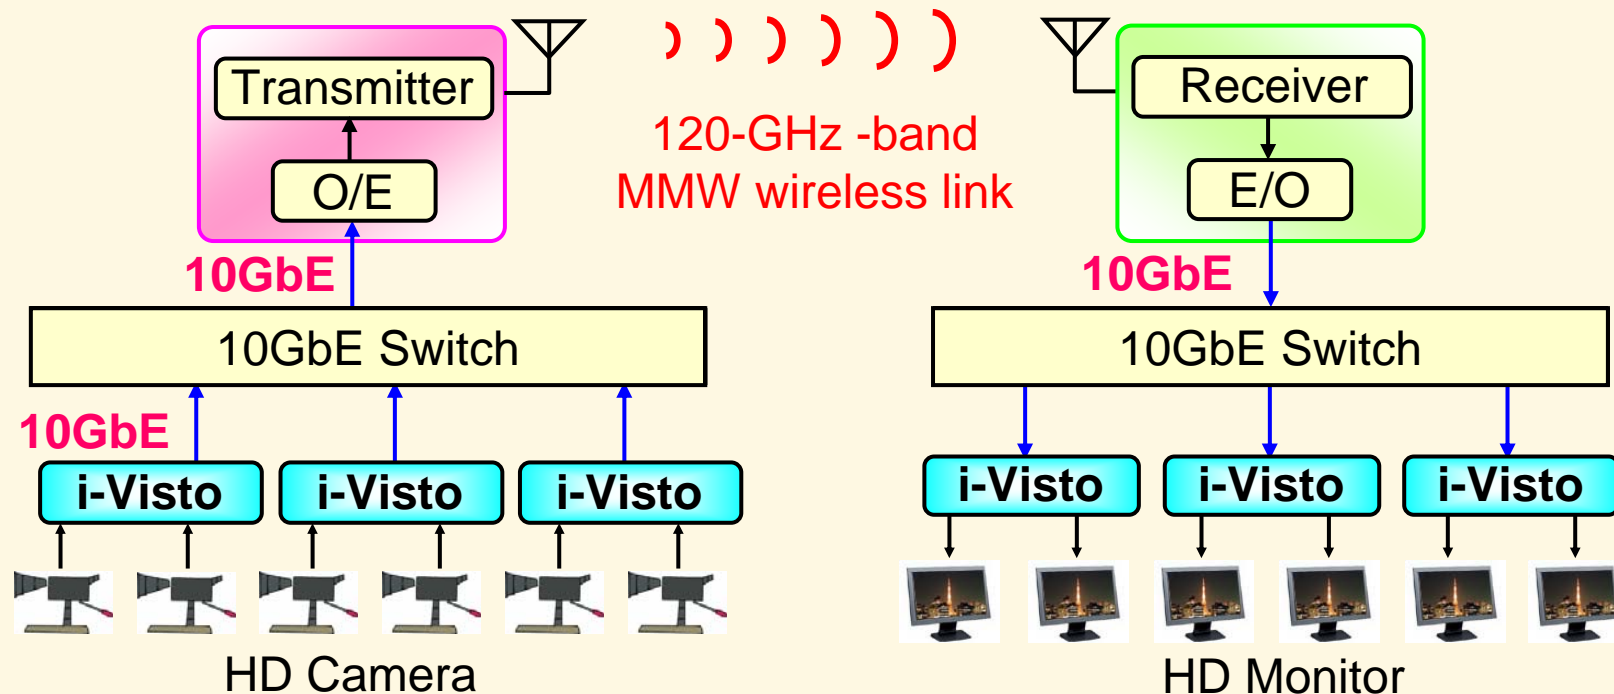 Transmitter
O/E
120-GHz -band
MMW wireless link
Receiver
E/O
10GbE
10GbE
10GbE Switch
10GbE Switch
10GbE
i-Visto
i-Visto
i-Visto
i-Visto
i-Visto
i-Visto
HD Camera
HD Monitor